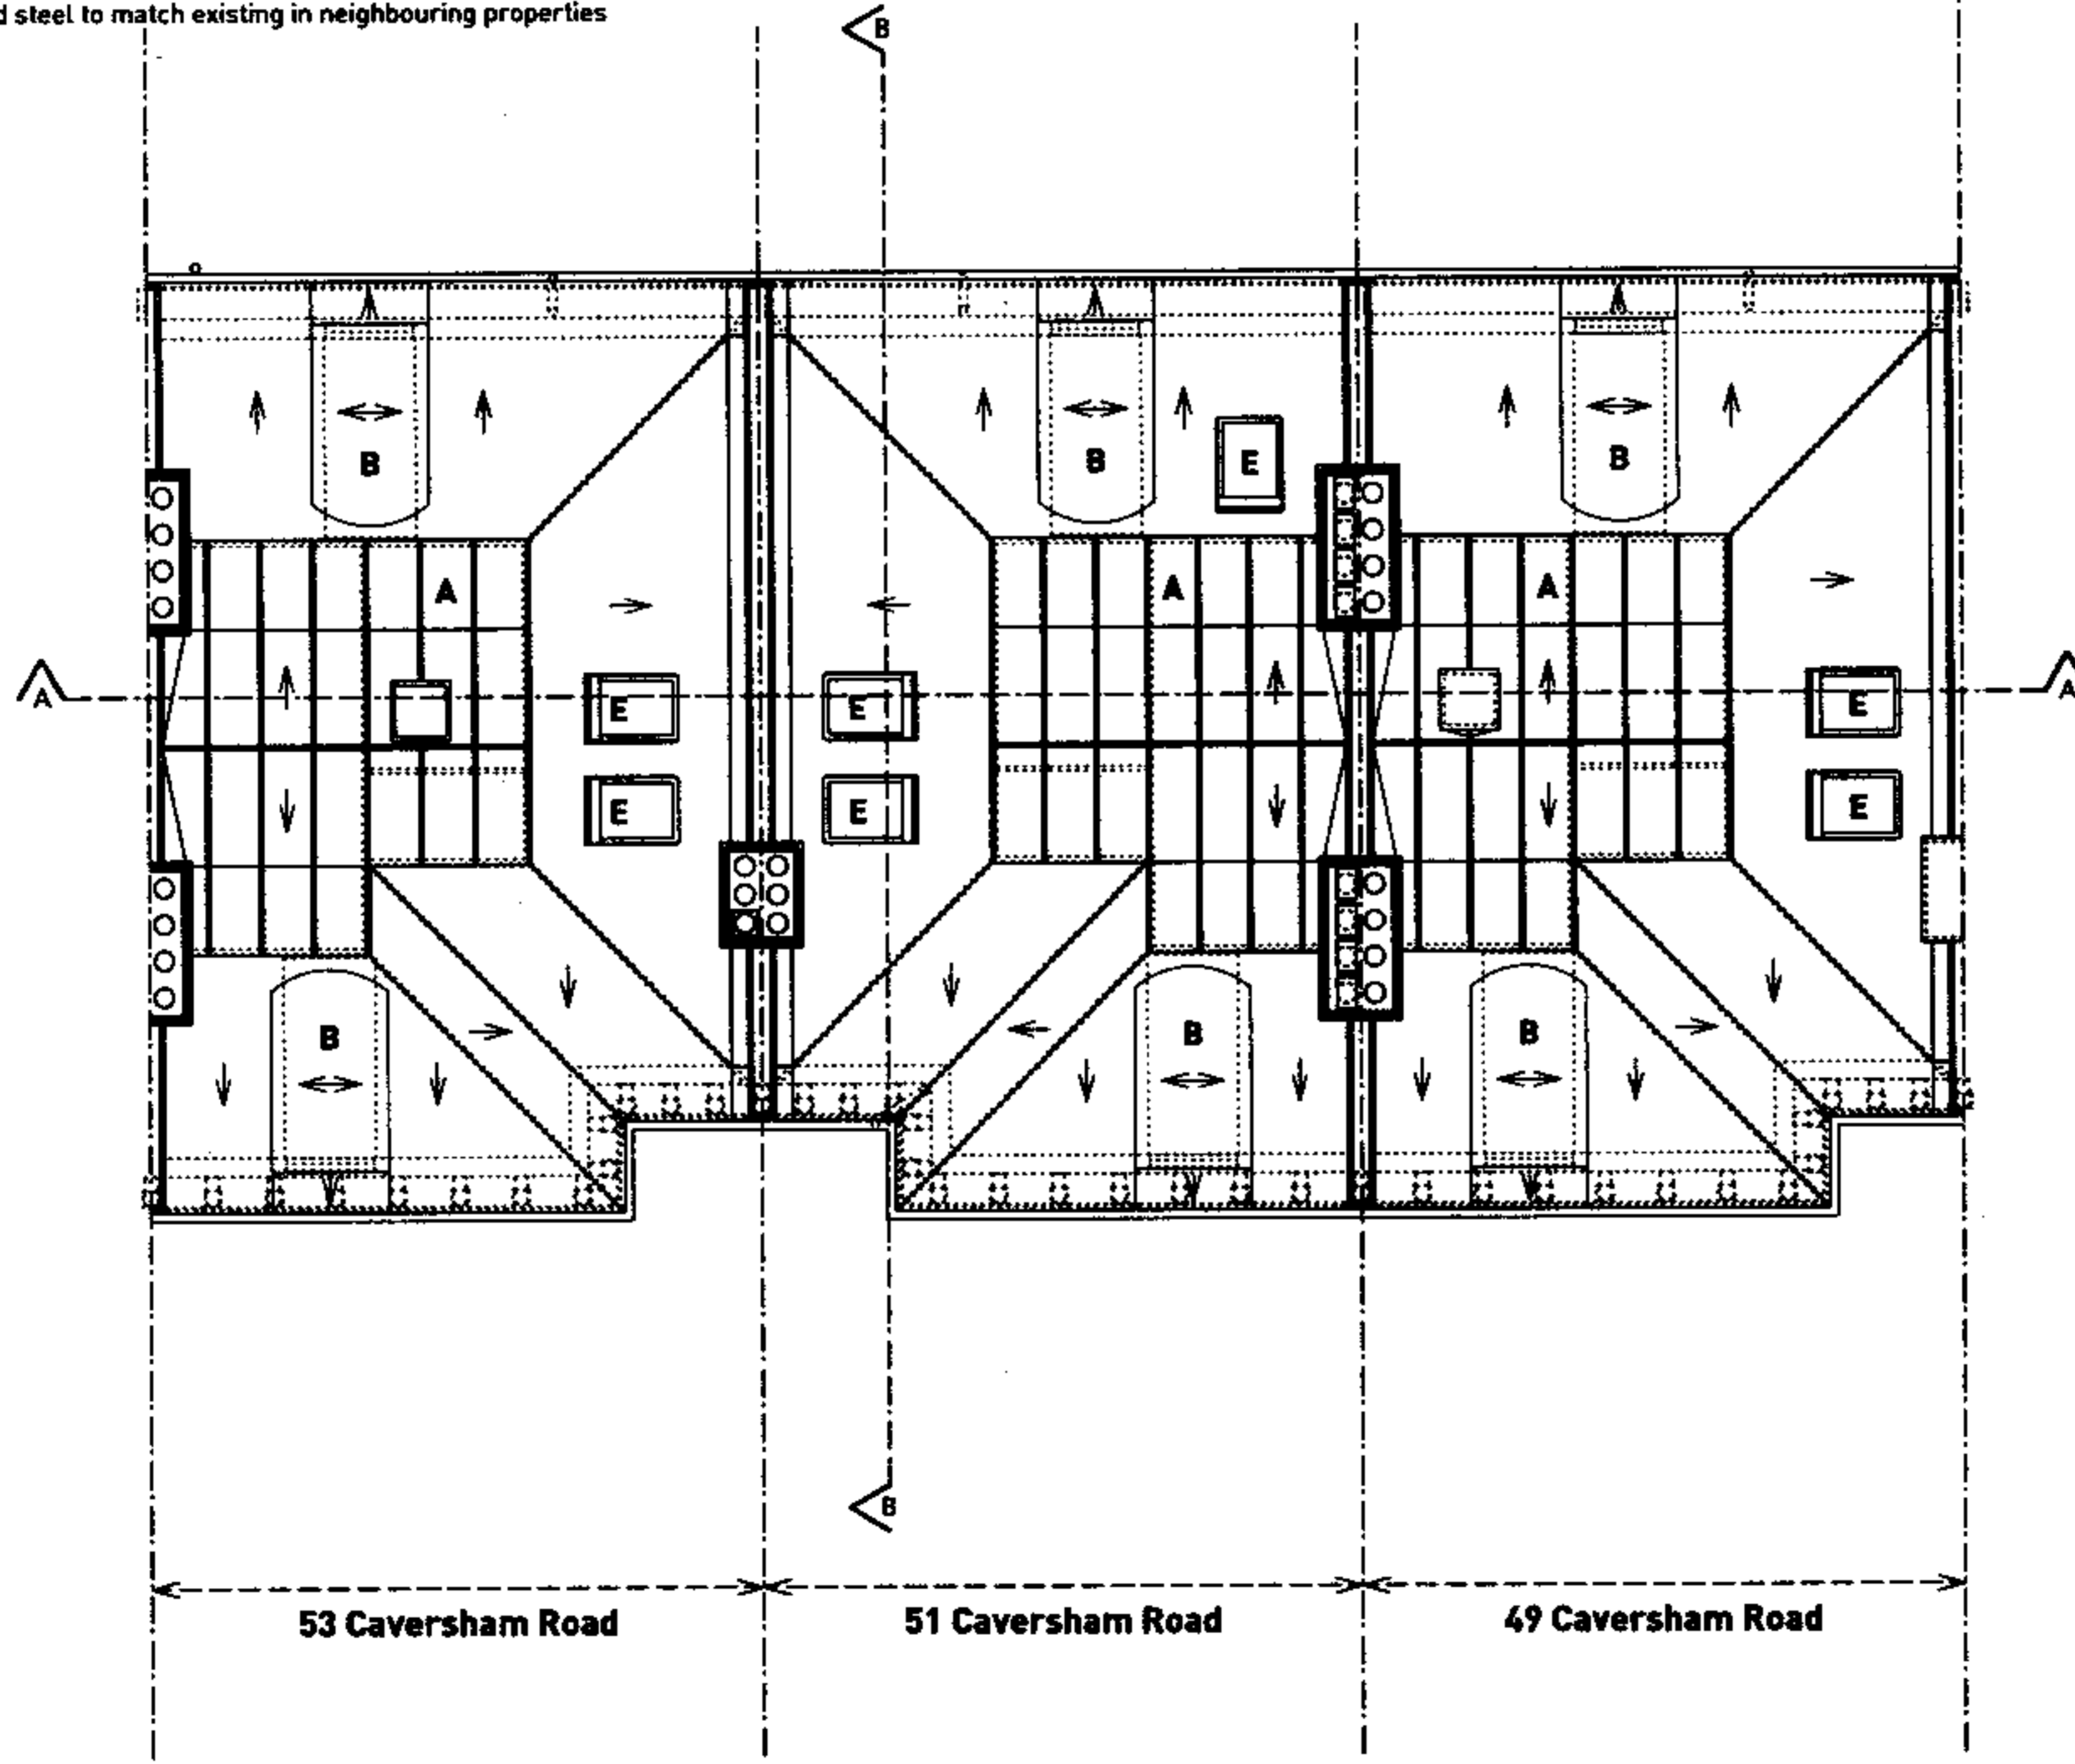 d steel to match existing in neighbouring properties
B
B B B
E
A A A
A A
E E E
E E E
B B B
B
53 Caversham Road 51 Caversham Road 49 Caversham Road